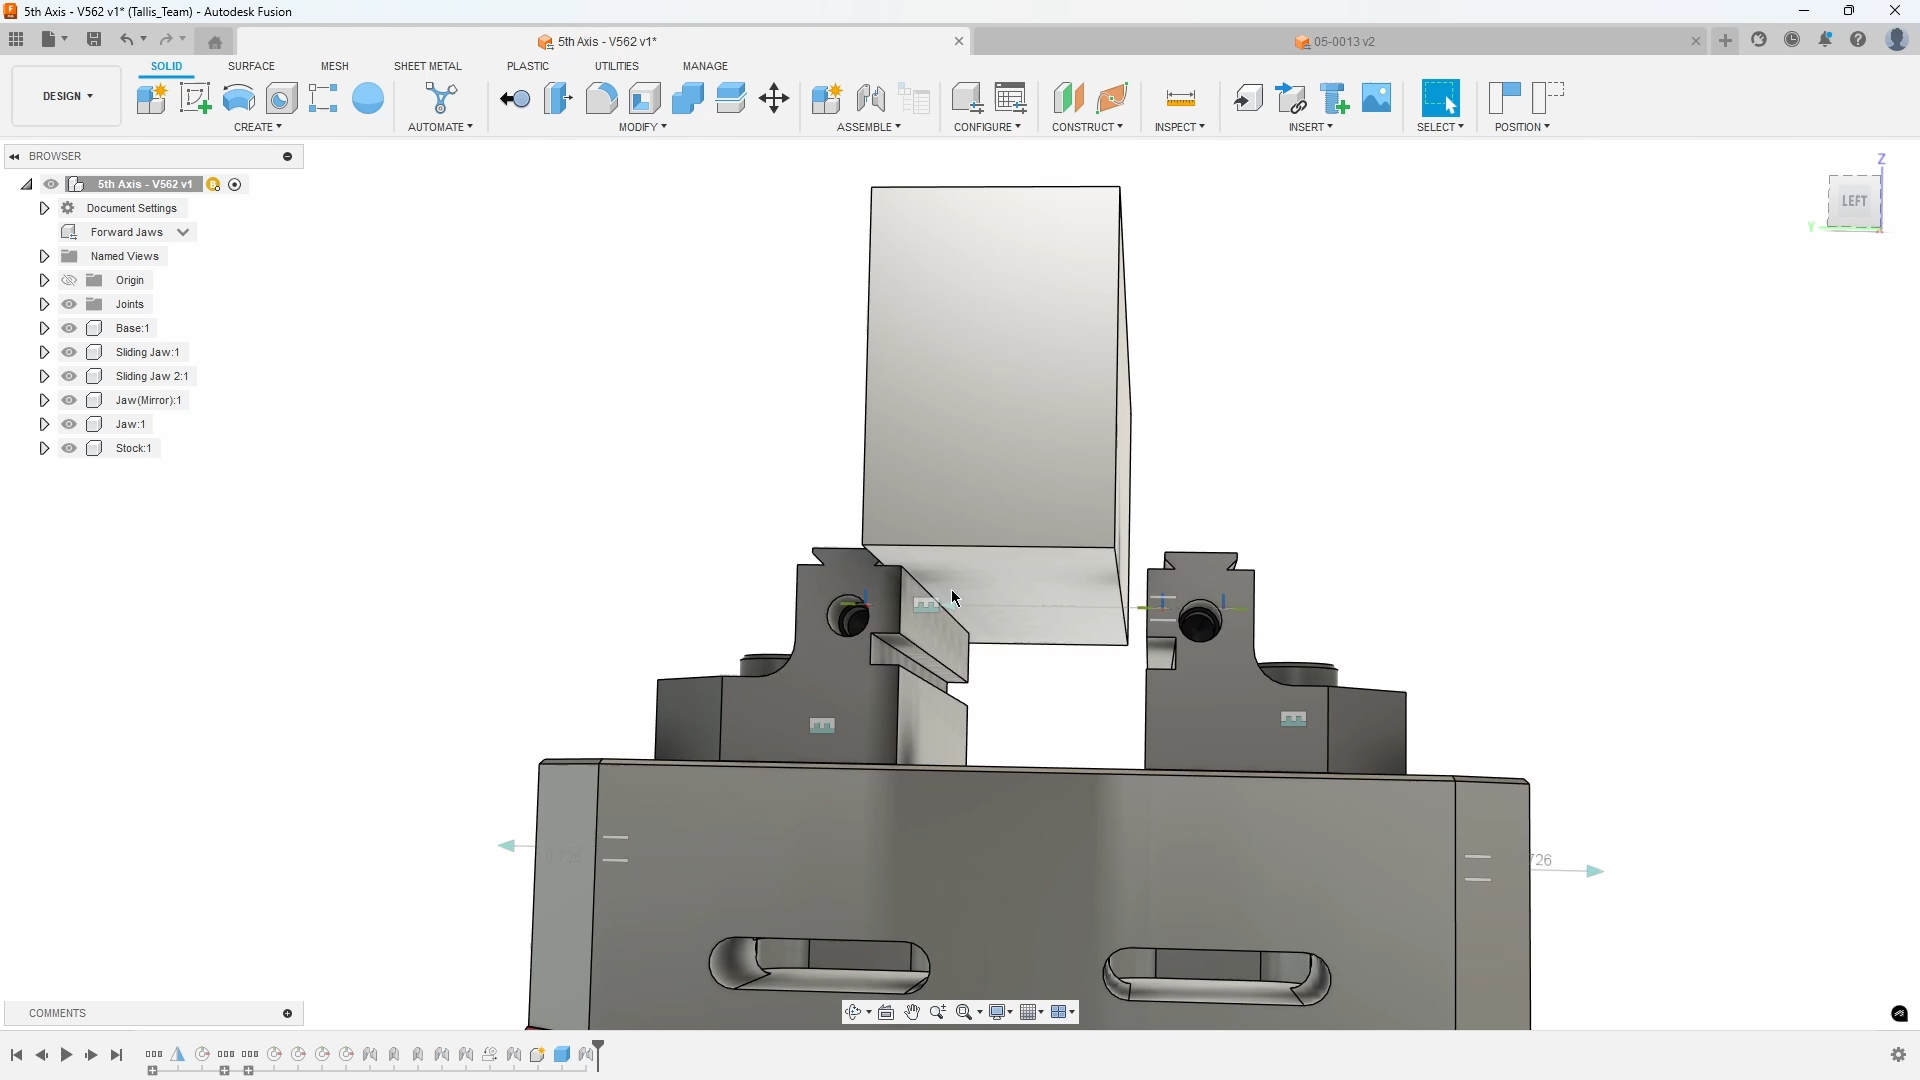 5th Axis - V562 v1* (Tallis_Team) - Autodesk Fusion
5th Axis - V562 v1*
05-0013 v2
SOLID
SURFACE
MESH
SHEET METAL
PLASTIC
UTILITIES
MANAGE
DESIGN
CREATE
AUTOMATE
MODIFY
ASSEMBLE
CONFIGURE
CONSTRUCT
INSPECT
INSERT
SELECT
POSITION
BROWSER
5th Axis - V562 v1
Document Settings
Forward Jaws
Named Views
Origin
Joints
Base:1
Sliding Jaw:1
Sliding Jaw 2:1
Jaw(Mirror):1
Jaw:1
Stock:1
Z
LEFT
Y
0.726
726
COMMENTS